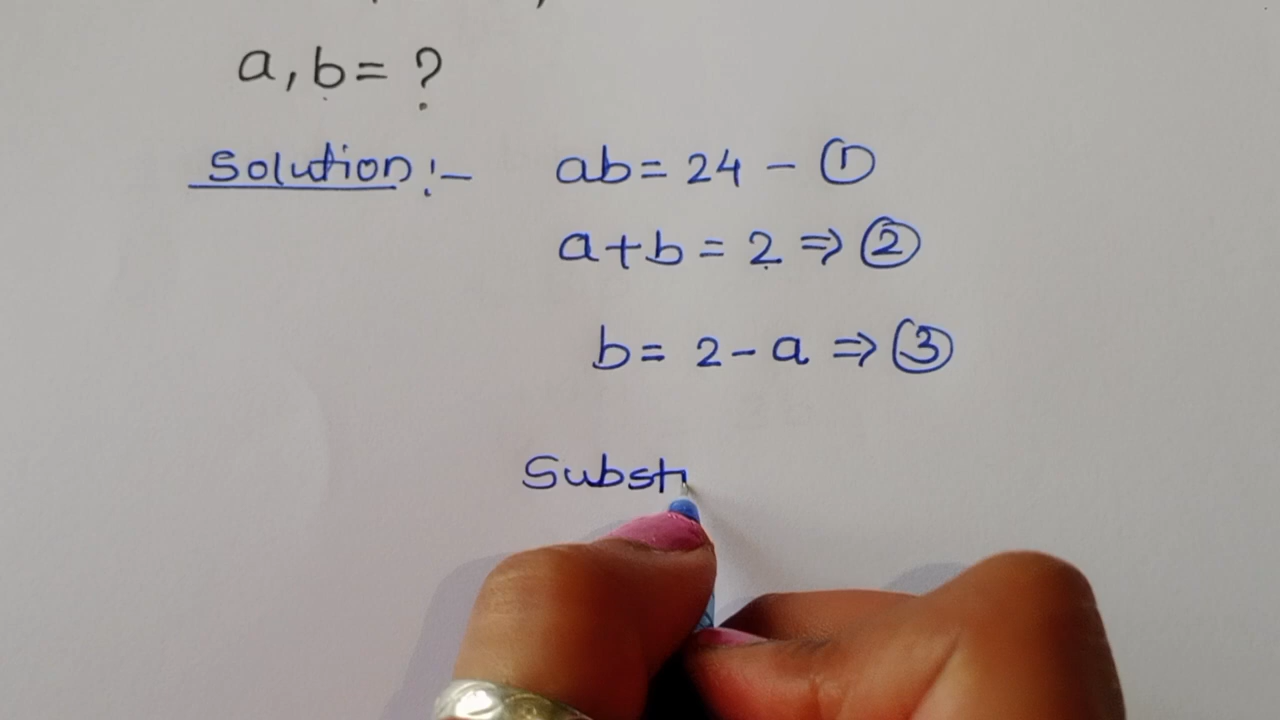 a, b = ?
Solution :-
ab = 24 - ①
a + b = 2 ⇒ ②
b = 2 - a ⇒ ③
Subst